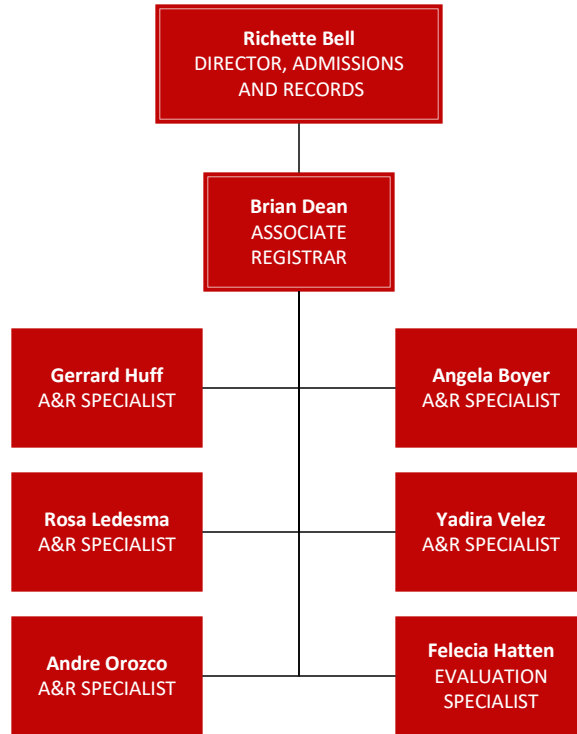 Richette Bell
DIRECTOR, ADMISSIONS
AND RECORDS
Brian Dean
ASSOCIATE
REGISTRAR
Gerrard Huff
A&R SPECIALIST
Angela Boyer
A&R SPECIALIST
Rosa Ledesma
A&R SPECIALIST
Yadira Velez
A&R SPECIALIST
Andre Orozco
A&R SPECIALIST
Felecia Hatten
EVALUATION
SPECIALIST